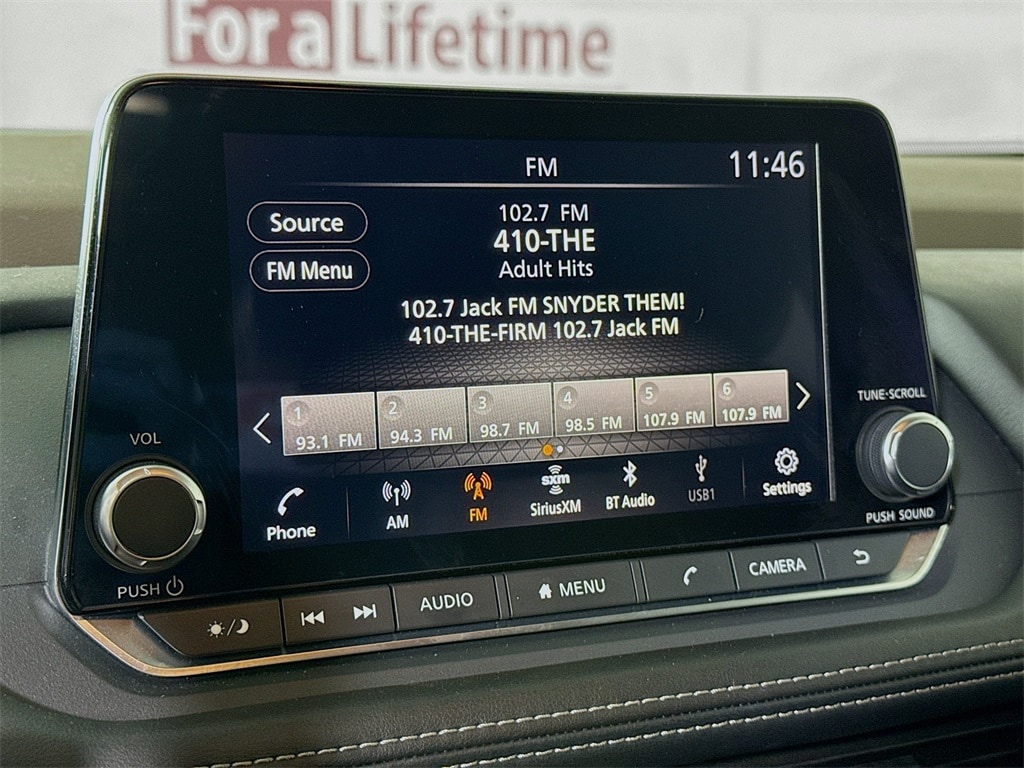 For a Lifetime
FM
11:46
Source
102.7 FM
410-THE
FM Menu
Adult Hits
102.7 Jack FM SNYDER THEM!
410-THE-FIRM 102.7 Jack FM
1
93.1 FM
2
94.3 FM
3
98.7 FM
4
98.5 FM
5
107.9 FM
6
107.9 FM
VOL
TUNE·SCROLL
Phone
AM
FM
sxm
SiriusXM
BT Audio
USB1
Settings
PUSH
PUSH SOUND
AUDIO
MENU
CAMERA